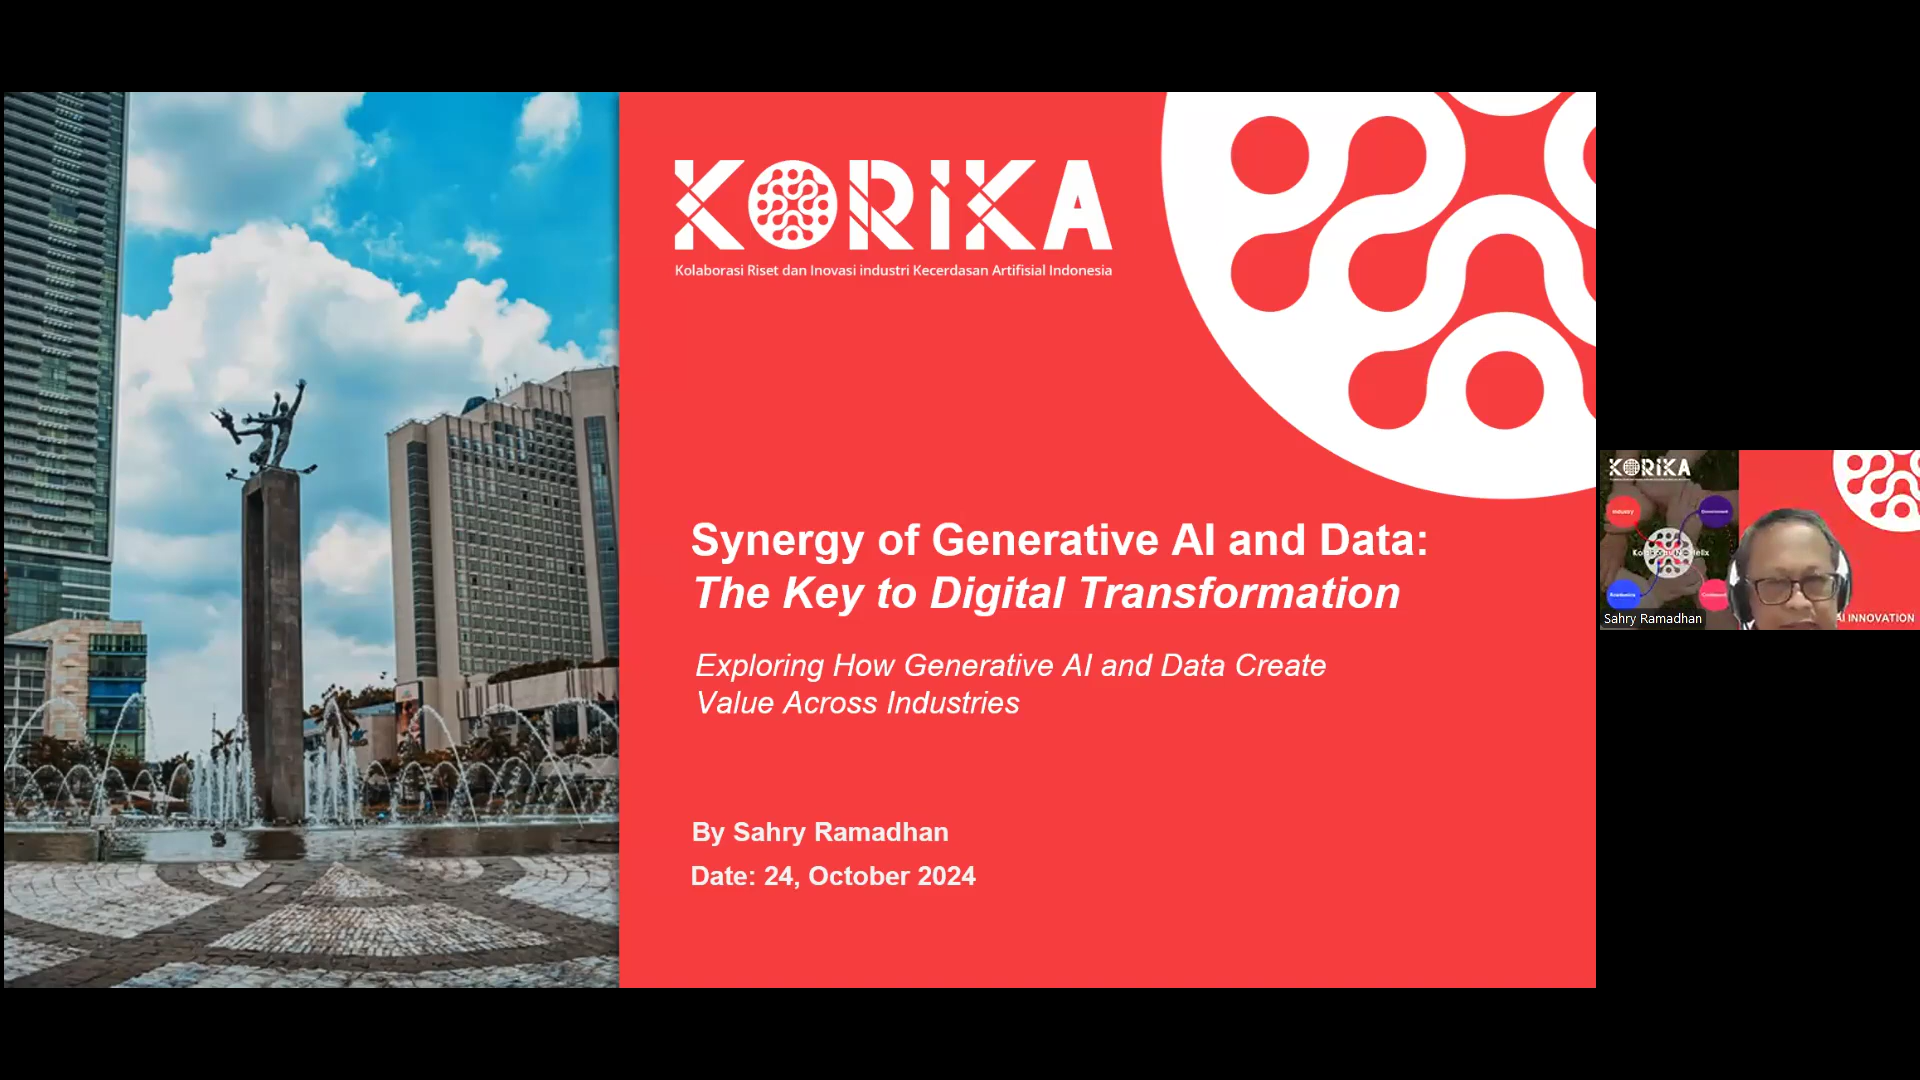 KORIKA
Kolaborasi Riset dan Inovasi industri Kecerdasan Artifisial Indonesia
Synergy of Generative AI and Data:
The Key to Digital Transformation
Exploring How Generative AI and Data Create
Value Across Industries
By Sahry Ramadhan
Date: 24, October 2024
KORIKA
Industry
Government
Sahry Ramadhan
AI INNOVATION